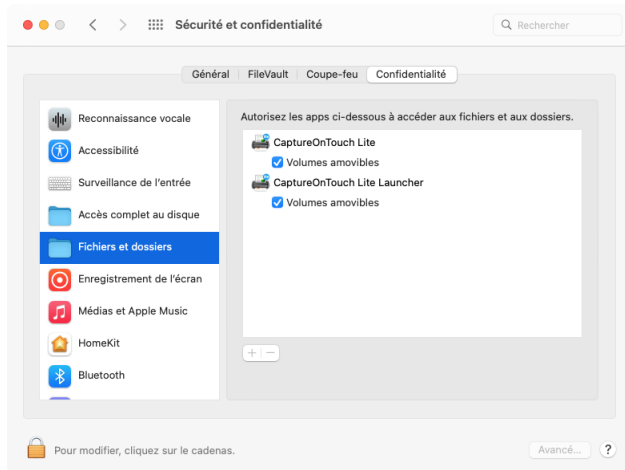 Sécurité et confidentialité
Rechercher
Général
FileVault
Coupe-feu
Confidentialité
Reconnaissance vocale
Accessibilité
Surveillance de l'entrée
Accès complet au disque
Fichiers et dossiers
Enregistrement de l'écran
Médias et Apple Music
HomeKit
Bluetooth
Autorisez les apps ci-dessous à accéder aux fichiers et aux dossiers.
CaptureOnTouch Lite
Volumes amovibles
CaptureOnTouch Lite Launcher
Volumes amovibles
+ −
Pour modifier, cliquez sur le cadenas.
Avancé...
?